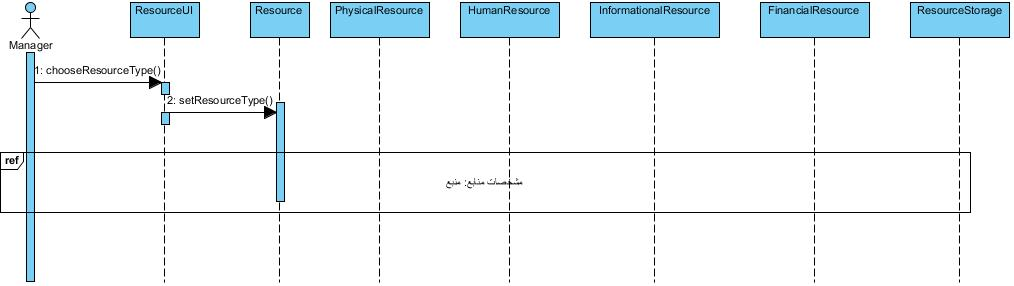 ResourceUI
Resource
PhysicalResource
HumanResource
InformationalResource
FinancialResource
ResourceStorage
Manager
1: chooseResourceType()
2: setResourceType()
ref
مشخصات منابع: منبع